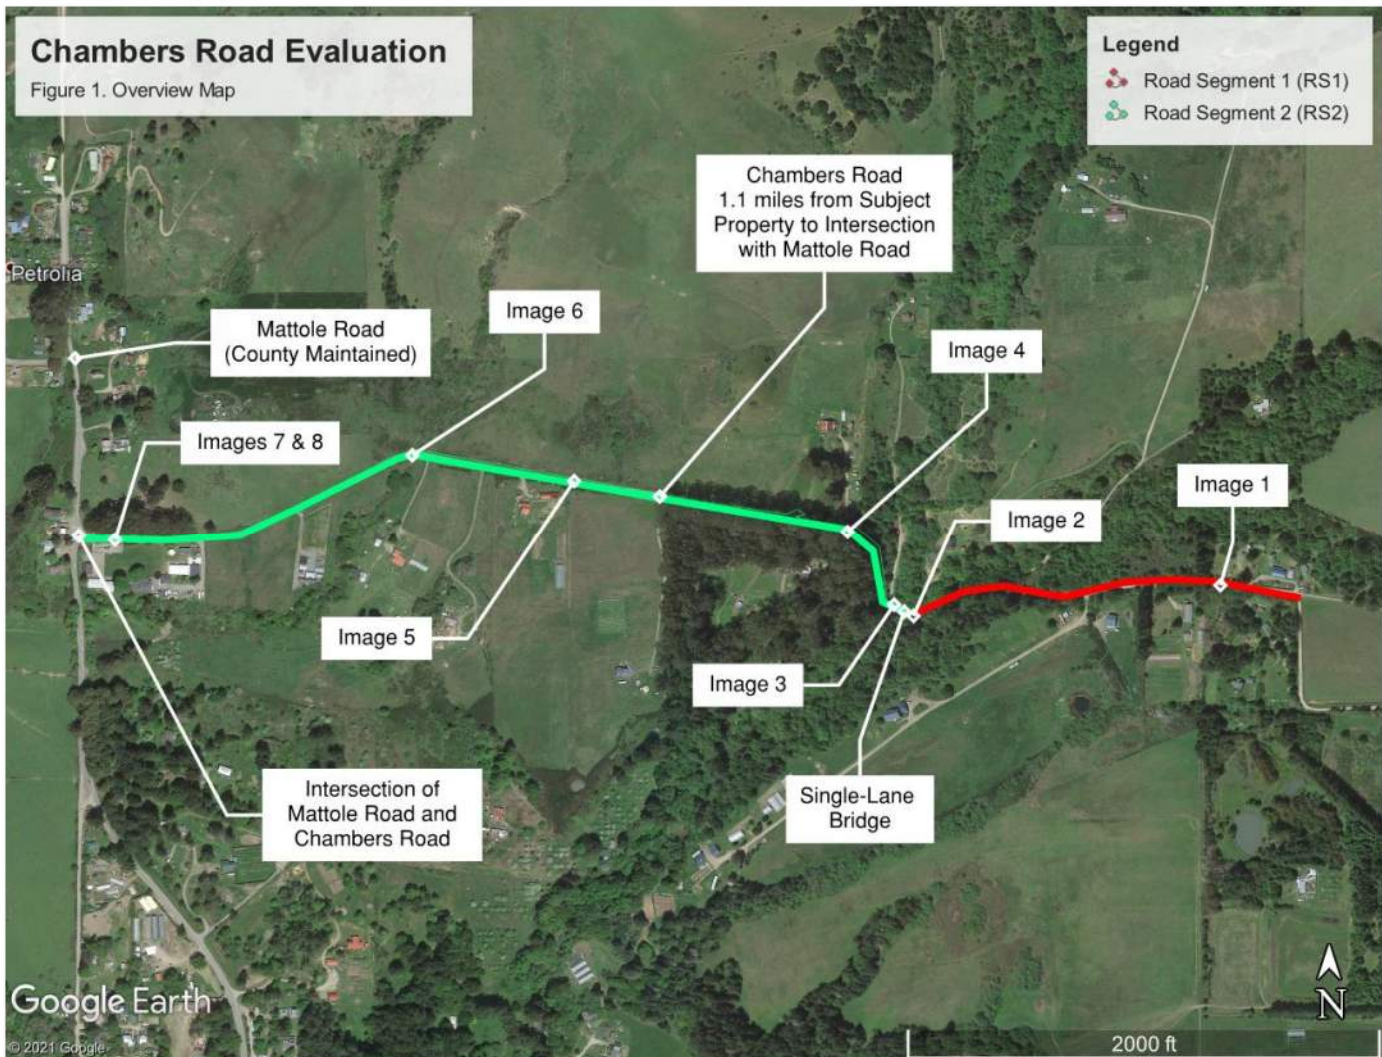 Chambers Road Evaluation
Figure 1. Overview Map
Legend
Road Segment 1 (RS1)
Road Segment 2 (RS2)
Chambers Road
1.1 miles from Subject
Property to Intersection
with Mattole Road
Petrolia
Image 6
Mattole Road
(County Maintained)
Image 4
Images 7 & 8
Image 1
Image 2
Image 5
Image 3
Intersection of
Mattole Road and
Chambers Road
Single-Lane
Bridge
Google Earth
© 2021 Google
N
2000 ft